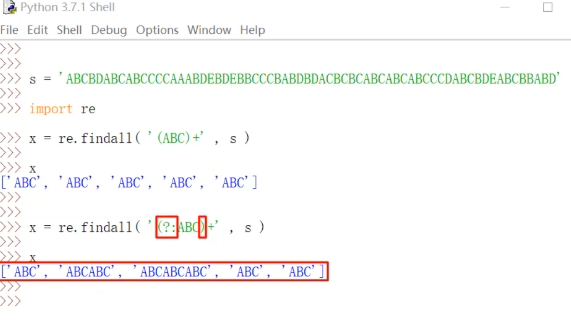 Python 3.7.1 Shell
File Edit Shell Debug Options Window Help
>>>
>>>
>>> s = 'ABCBDABCABCCCCAAABDEBDEBBCCCBABDBDACBCBCABCABCABCCCDABCBDEABCBBABD'
>>>
>>> import re
>>> x = re.findall( '(ABC)+' , s )
>>>
>>> x
['ABC', 'ABC', 'ABC', 'ABC', 'ABC']
>>>
>>>
>>> x = re.findall( '(?:ABC)+' , s )
>>>
>>> x
['ABC', 'ABCABC', 'ABCABCABC', 'ABC', 'ABC']
>>>
>>>